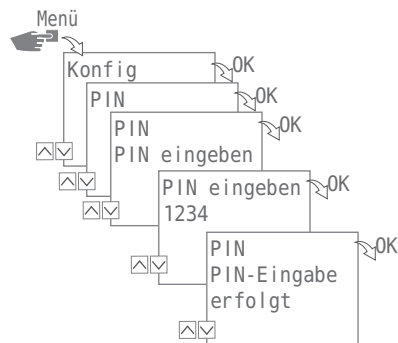 Menü
Konfig
OK
PIN
OK
PIN
PIN eingeben
OK
PIN eingeben
1234
OK
PIN
PIN-Eingabe
erfolgt
OK